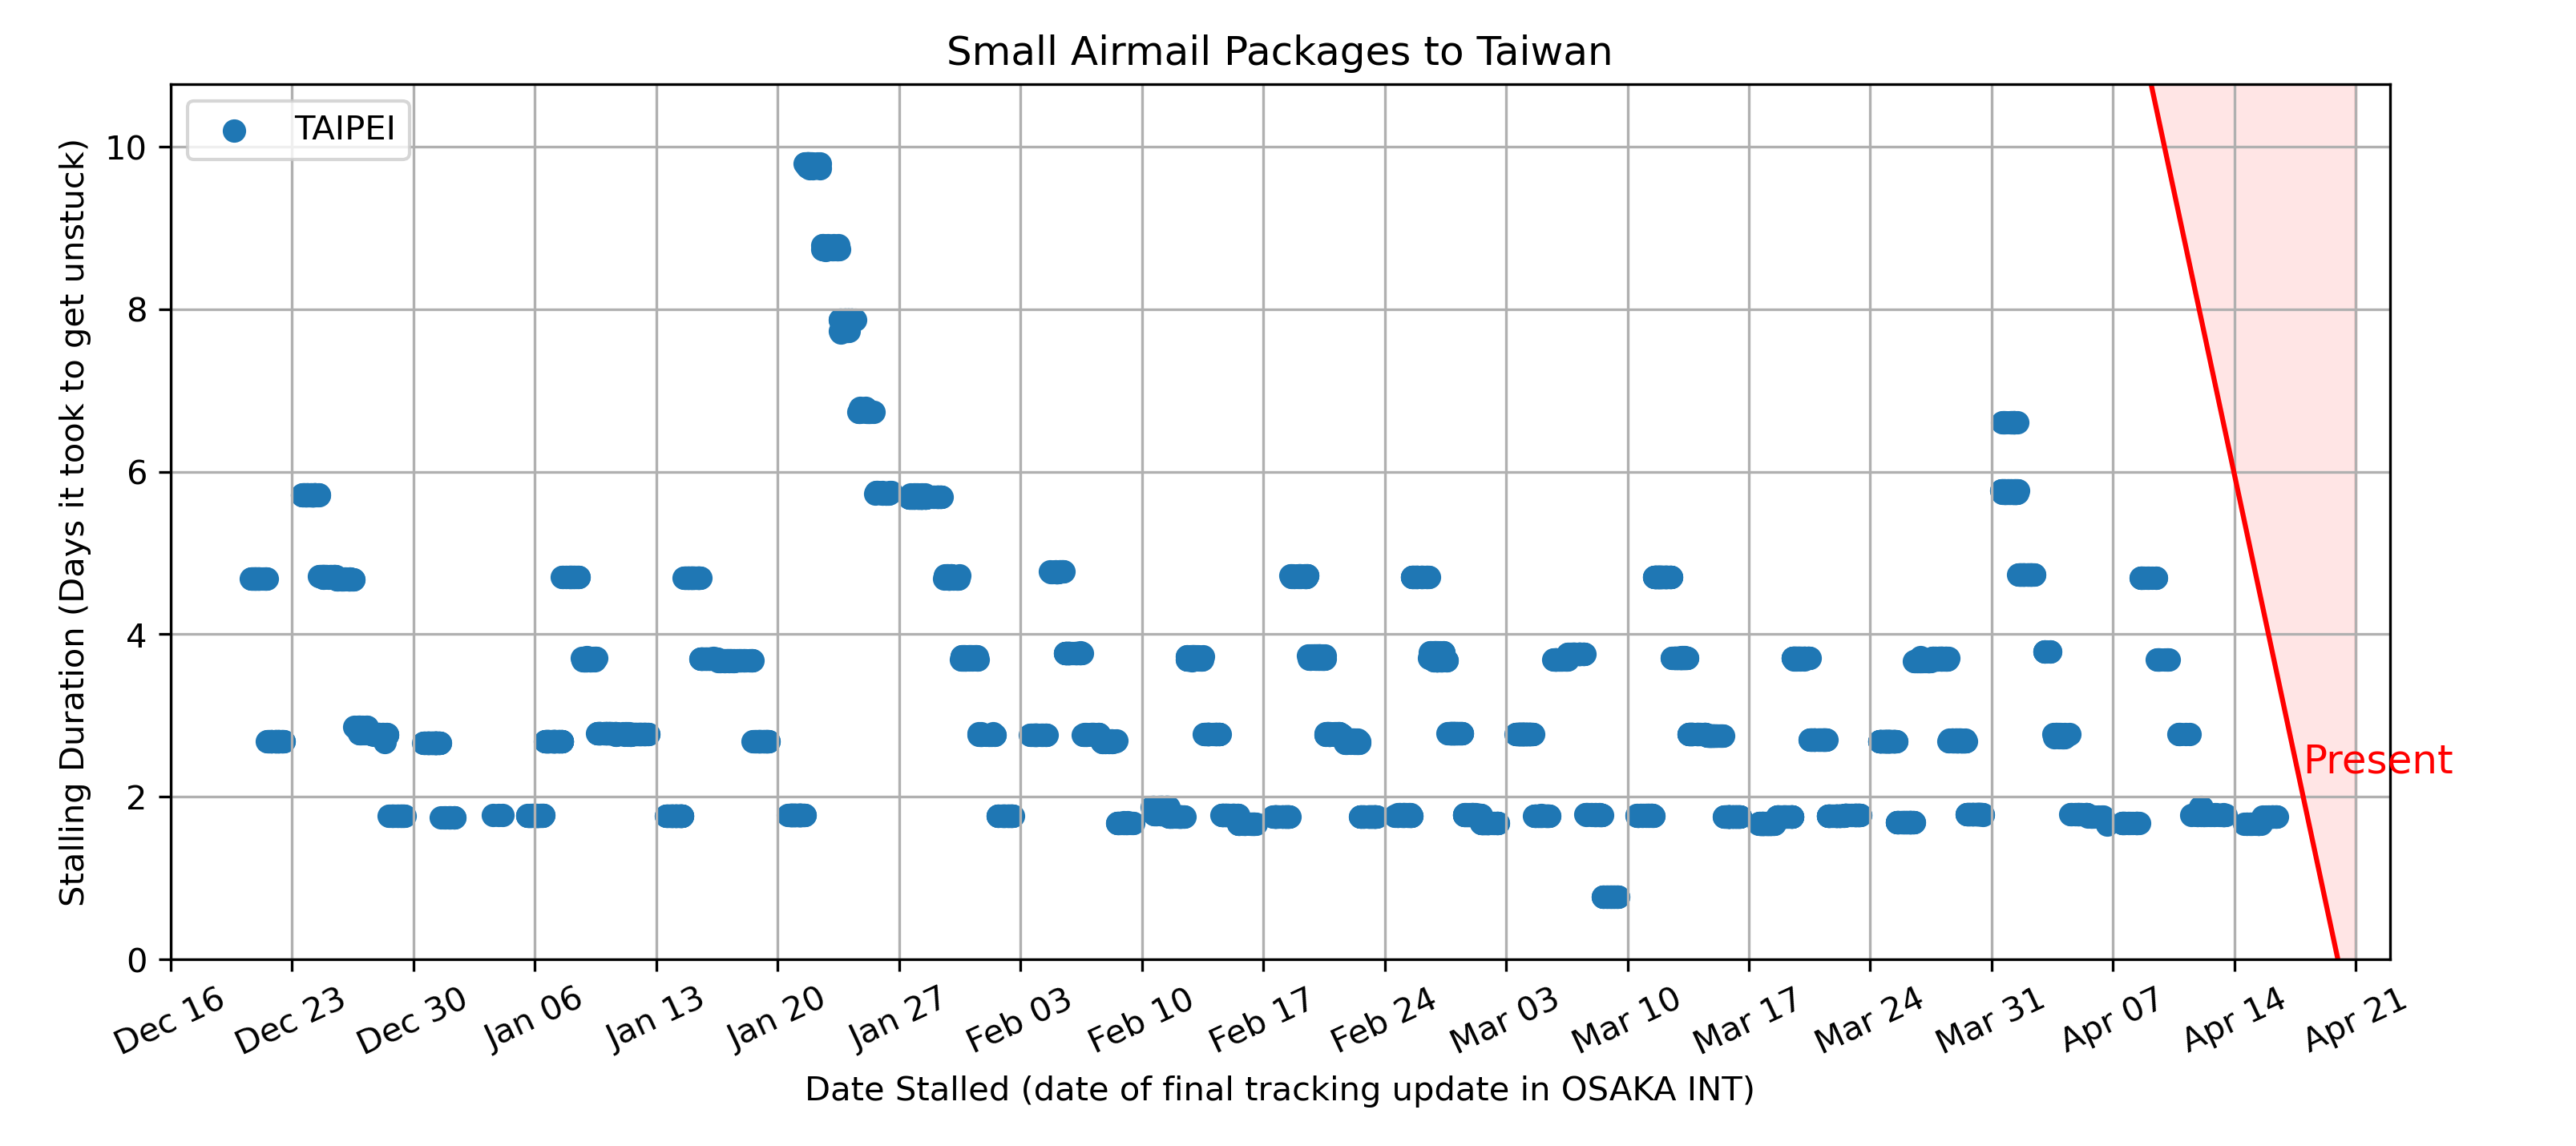 Small Airmail Packages to Taiwan
TAIPEI
Stalling Duration (Days it took to get unstuck)
10
8
6
4
2
0
Present
Dec 16
Dec 23
Dec 30
Jan 06
Jan 13
Jan 20
Jan 27
Feb 03
Feb 10
Feb 17
Feb 24
Mar 03
Mar 10
Mar 17
Mar 24
Mar 31
Apr 07
Apr 14
Apr 21
Date Stalled (date of final tracking update in OSAKA INT)